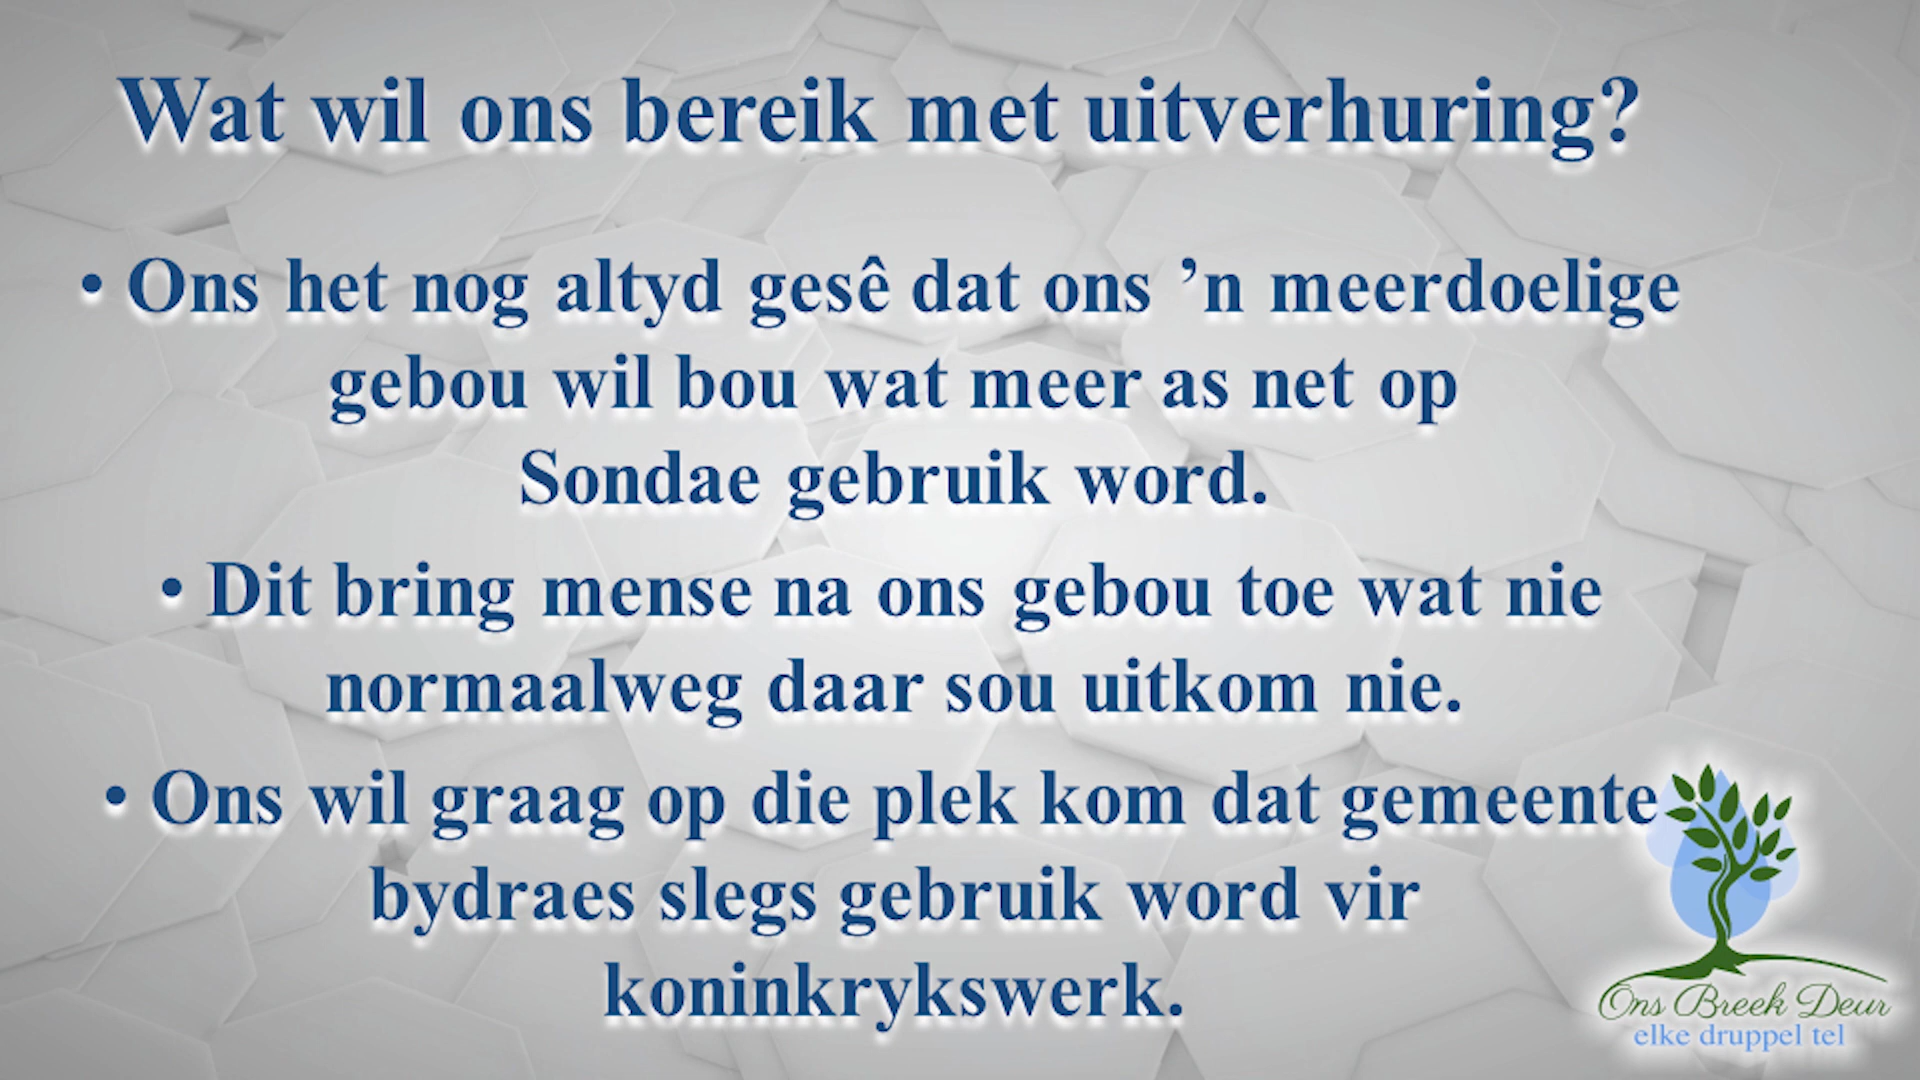 Wat wil ons bereik met uitverhuring?
• Ons het nog altyd gesê dat ons ’n meerdoelige
gebou wil bou wat meer as net op
Sondae gebruik word.
• Dit bring mense na ons gebou toe wat nie
normaalweg daar sou uitkom nie.
• Ons wil graag op die plek kom dat gemeente
bydraes slegs gebruik word vir
koninkrykswerk.
Ons Breek Deur
elke druppel tel